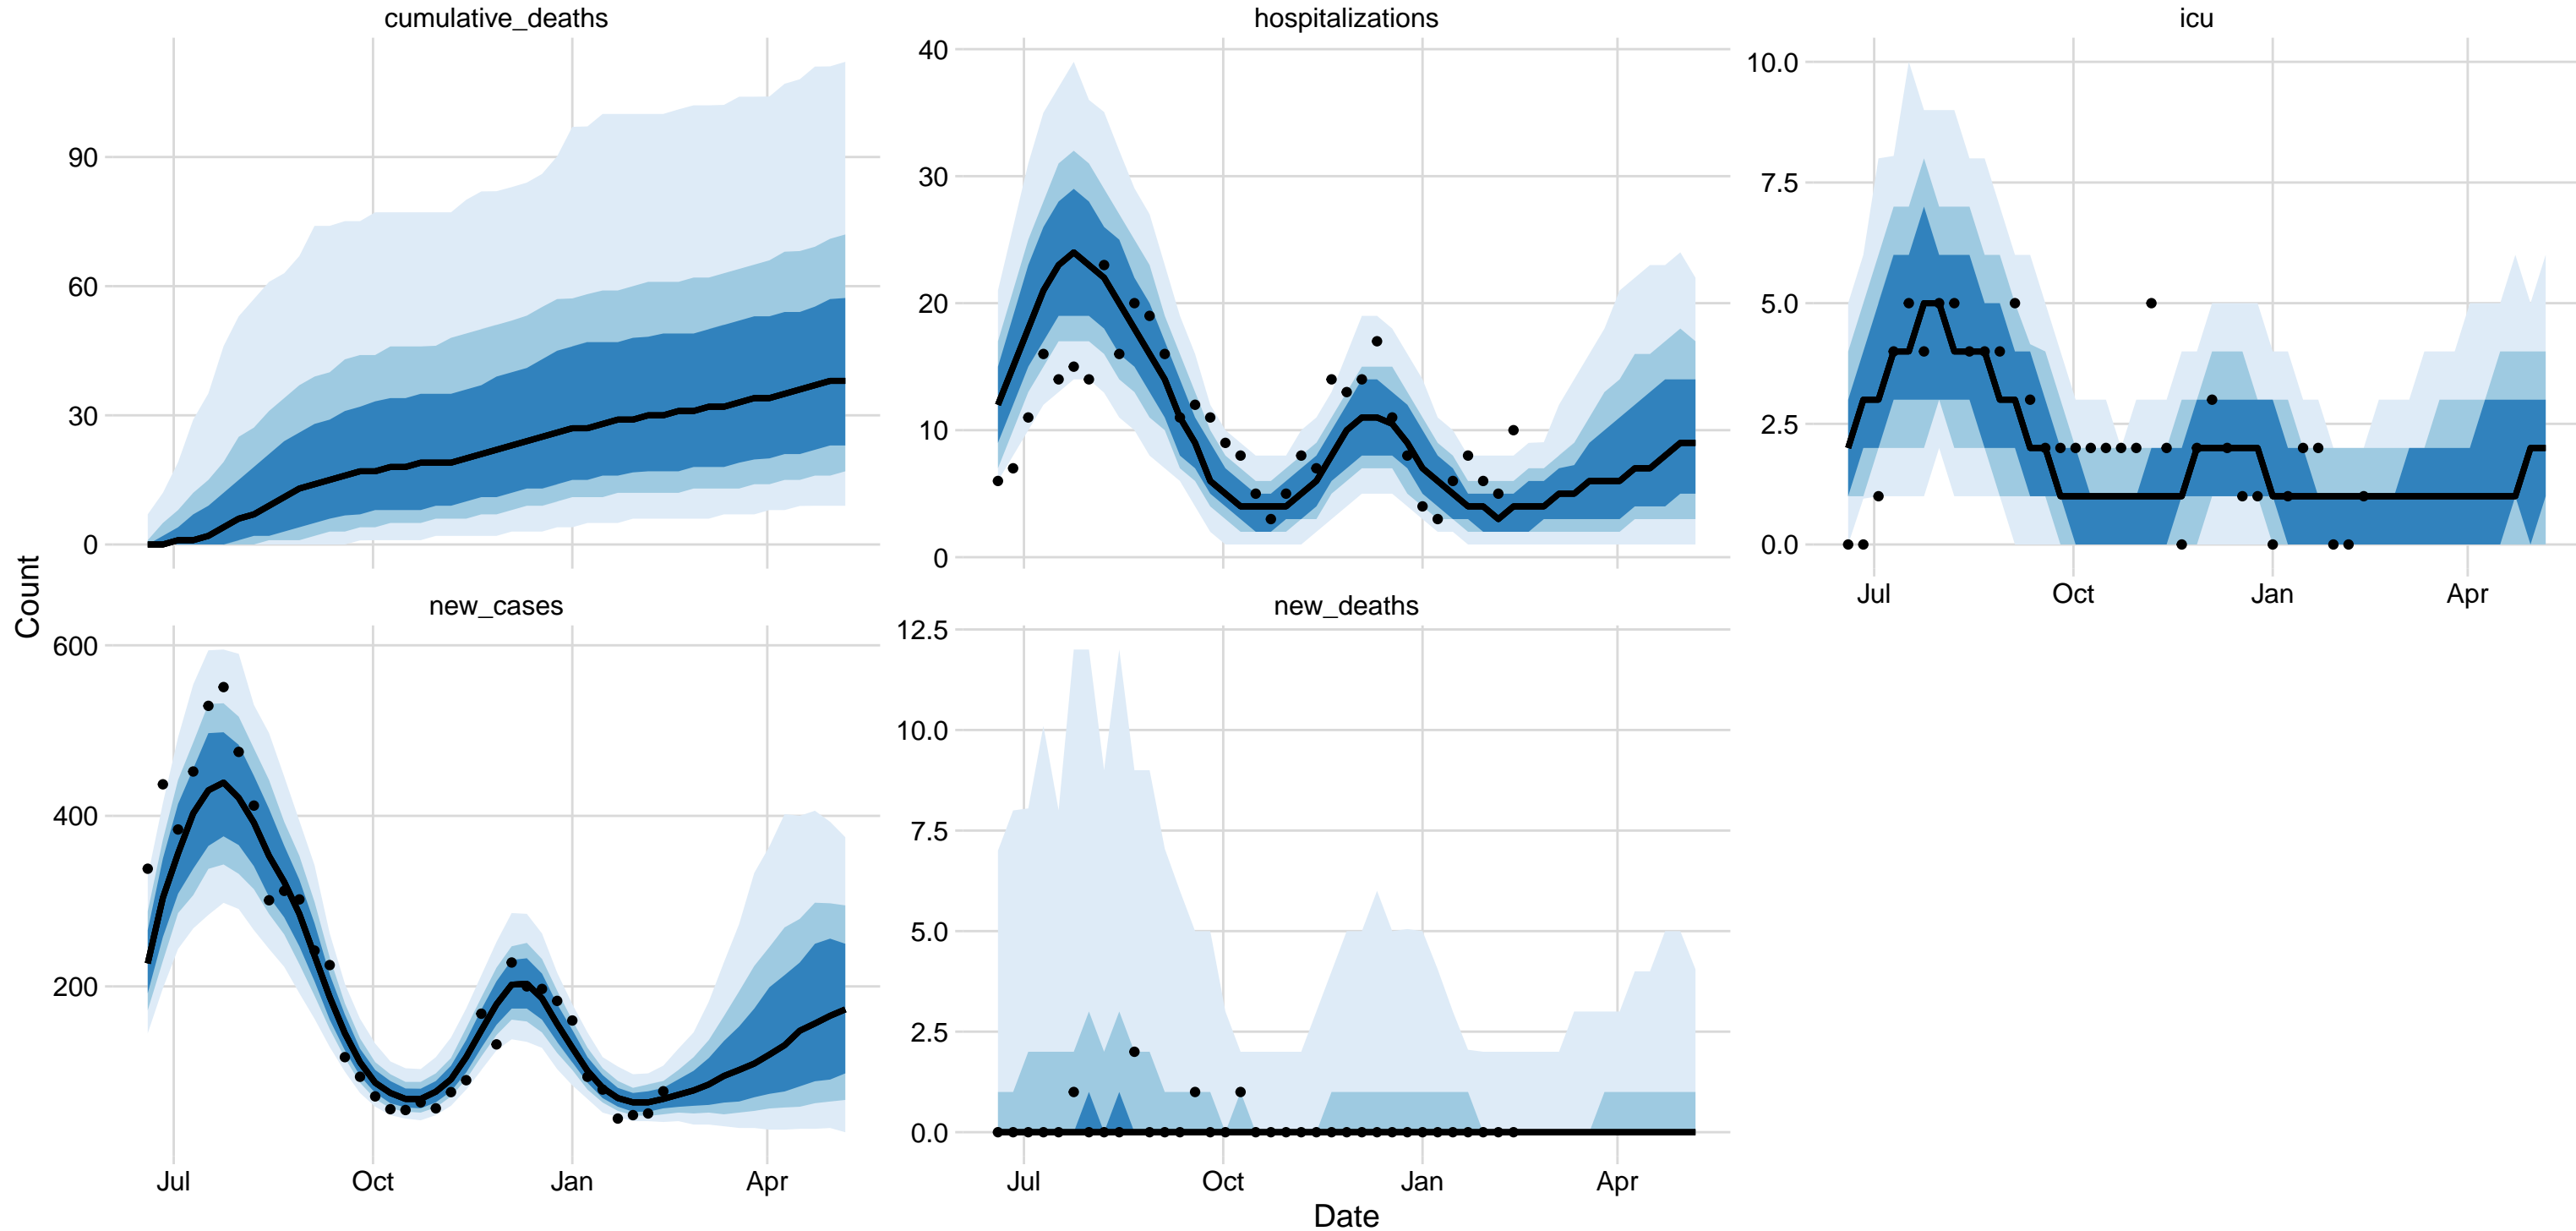 cumulative_deaths
hospitalizations
icu
90
60
30
0
40
30
20
10
0
10.0
7.5
5.0
2.5
0.0
Jul Oct Jan Apr
Count
new_cases
new_deaths
600
400
200
12.5
10.0
7.5
5.0
2.5
0.0
Jul Oct Jan Apr
Jul Oct Jan Apr
Date